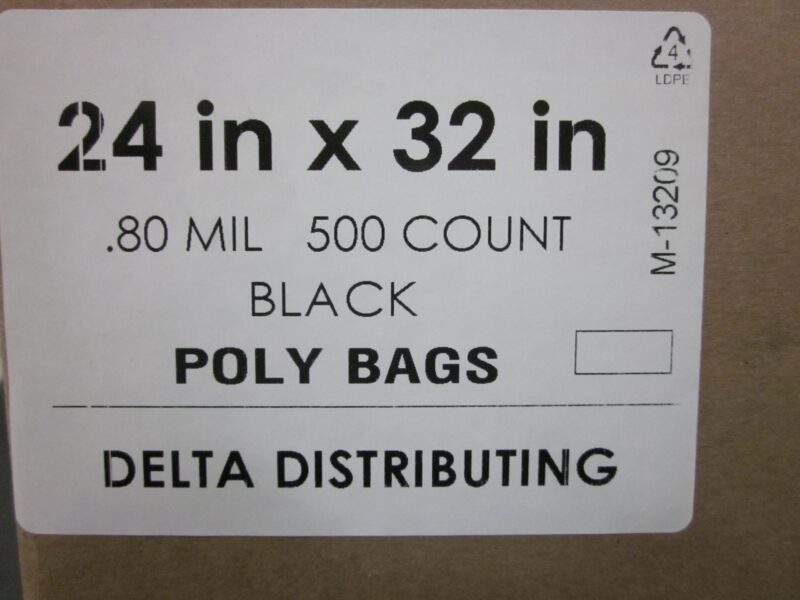 4
LDPE
24 in x 32 in
M-13209
.80 MIL 500 COUNT
BLACK
POLY BAGS
DELTA DISTRIBUTING